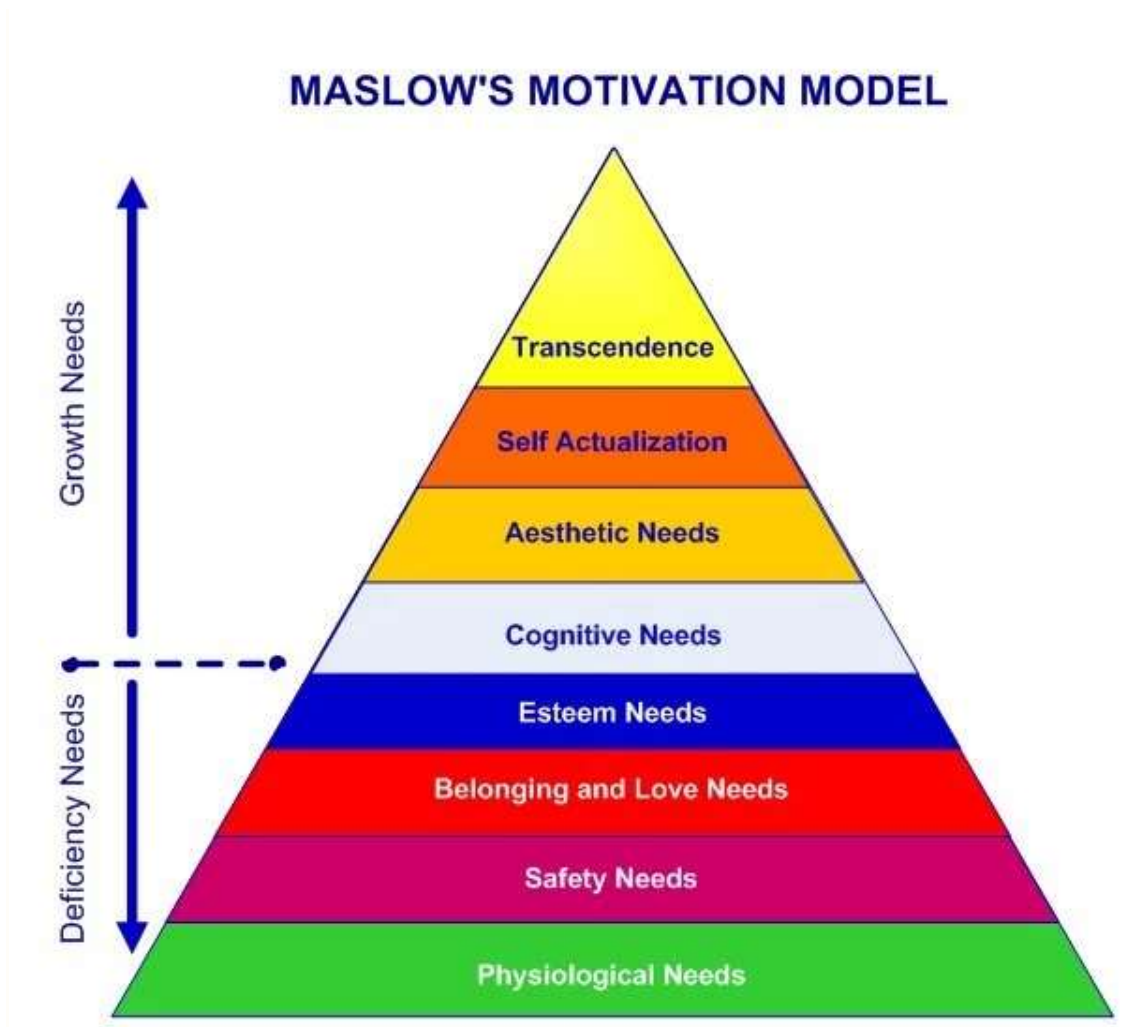 MASLOW'S MOTIVATION MODEL
Growth Needs
Deficiency Needs
Transcendence
Self Actualization
Aesthetic Needs
Cognitive Needs
Esteem Needs
Belonging and Love Needs
Safety Needs
Physiological Needs